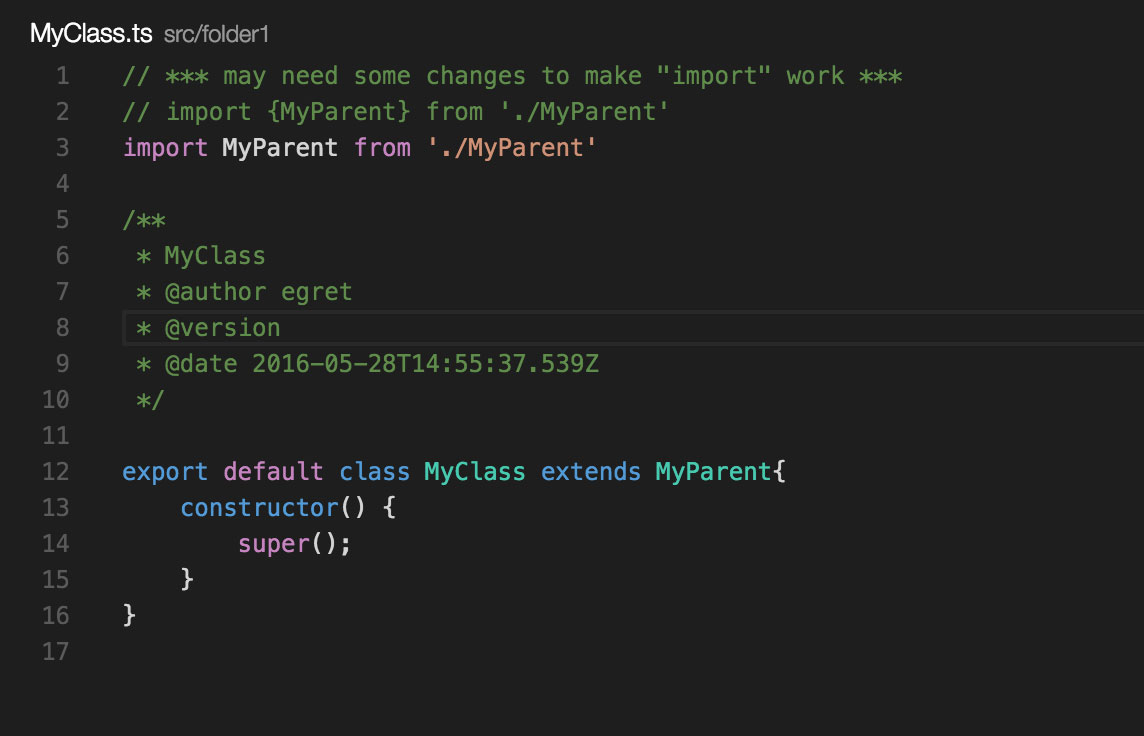 MyClass.ts src/folder1
1 // *** may need some changes to make "import" work ***
2 // import {MyParent} from './MyParent'
3 import MyParent from './MyParent'
4
5 /**
6 * MyClass
7 * @author egret
8 * @version
9 * @date 2016-05-28T14:55:37.539Z
10 */
11
12 export default class MyClass extends MyParent{
13 constructor() {
14 super();
15 }
16 }
17